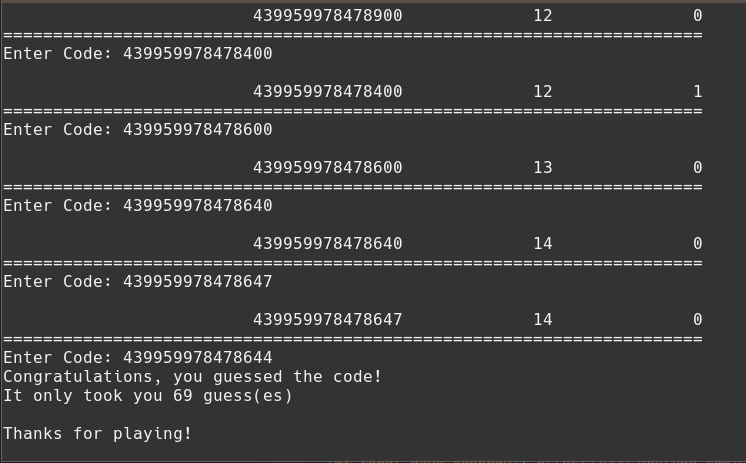 439959978478900 12 0
======================================================================
Enter Code: 439959978478400
439959978478400 12 1
======================================================================
Enter Code: 439959978478600
439959978478600 13 0
======================================================================
Enter Code: 439959978478640
439959978478640 14 0
======================================================================
Enter Code: 439959978478647
439959978478647 14 0
======================================================================
Enter Code: 439959978478644
Congratulations, you guessed the code!
It only took you 69 guess(es)
Thanks for playing!